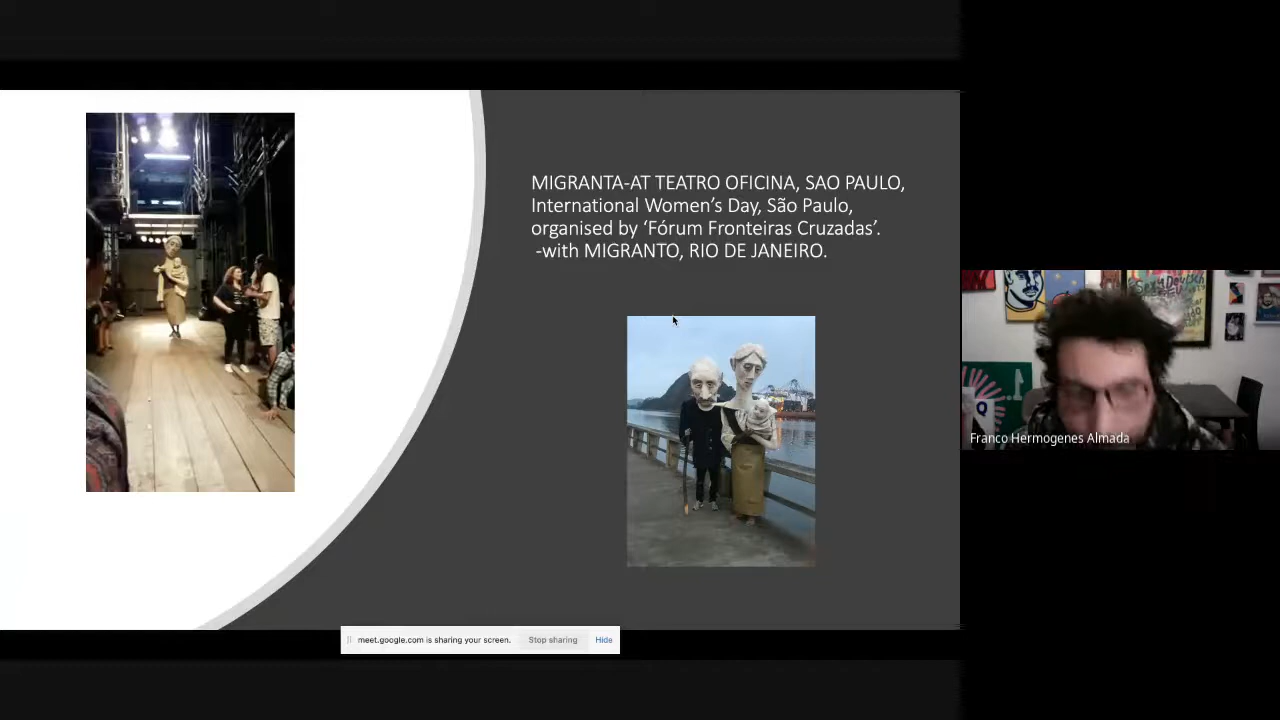 MIGRANTA-AT TEATRO OFICINA, SAO PAULO,
International Women's Day, São Paulo,
organised by ‘Fórum Fronteiras Cruzadas’.
-with MIGRANTO, RIO DE JANEIRO.
Franco Hermogenes Almada
meet.google.com is sharing your screen.
Stop sharing
Hide